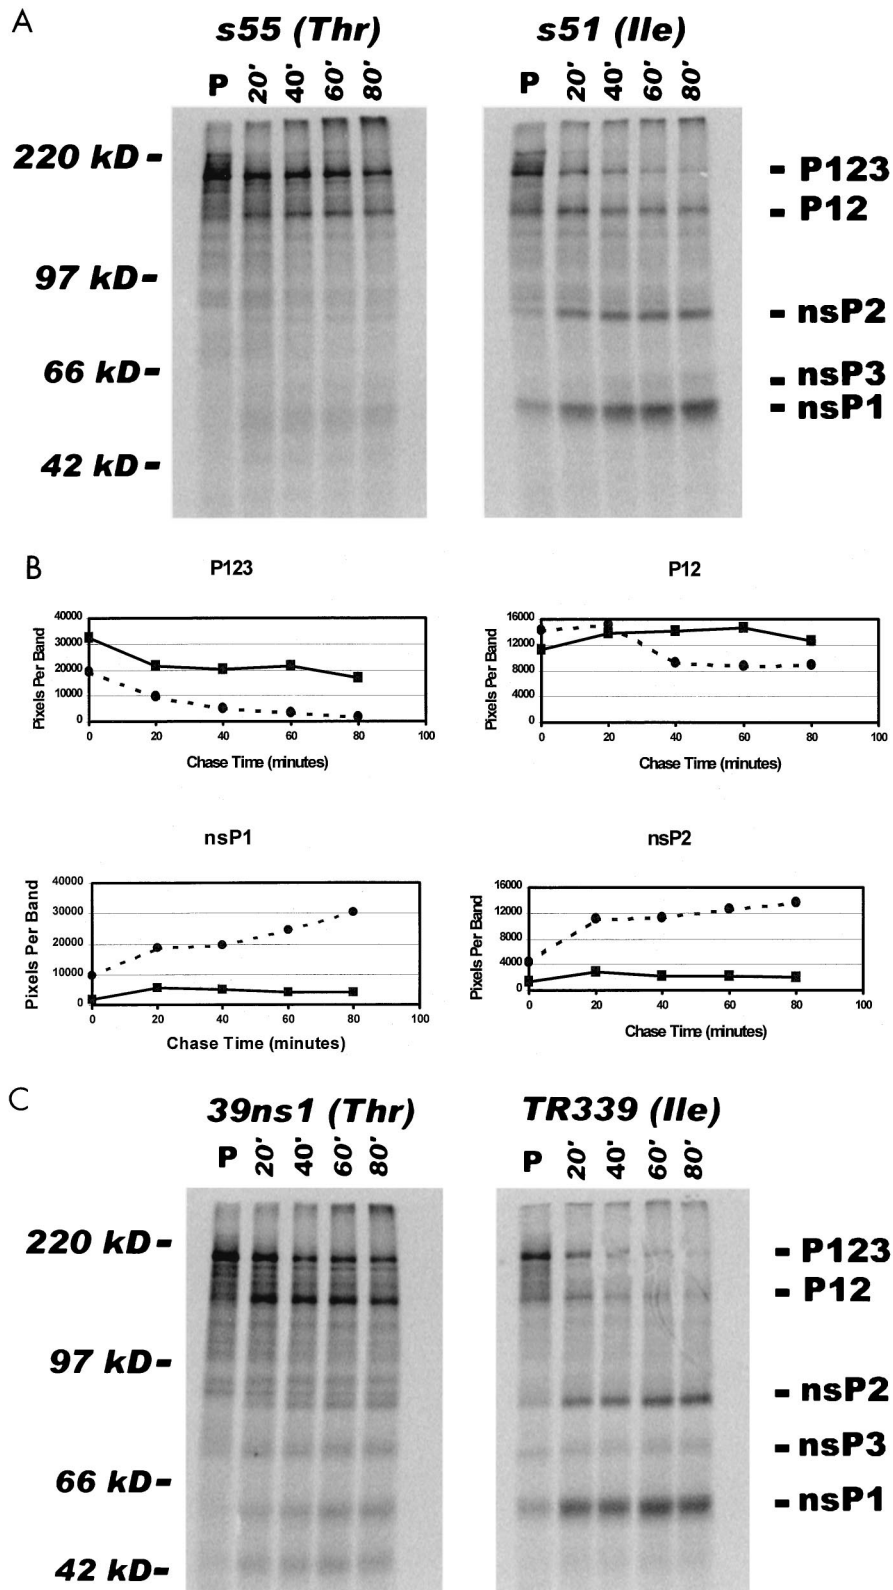 A
s55 (Thr) s51 (Ile)
P 20' 40' 60' 80' P 20' 40' 60' 80'
220 kD -
97 kD -
66 kD -
42 kD -
- P123
- P12
- nsP2
nsP3
- nsP1
B
P123
Pixels Per Band
40000
30000
20000
10000
0
0 20 40 60 80 100
Chase Time (minutes)
P12
Pixels Per Band
16000
12000
8000
4000
0
0 20 40 60 80 100
Chase Time (minutes)
nsP1
Pixels Per Band
40000
30000
20000
10000
0
0 20 40 60 80 100
Chase Time (minutes)
nsP2
Pixels Per Band
16000
12000
8000
4000
0
0 20 40 60 80 100
Chase Time (minutes)
C
39ns1 (Thr) TR339 (Ile)
P 20' 40' 60' 80' P 20' 40' 60' 80'
220 kD -
97 kD -
66 kD -
42 kD -
- P123
- P12
- nsP2
- nsP3
- nsP1